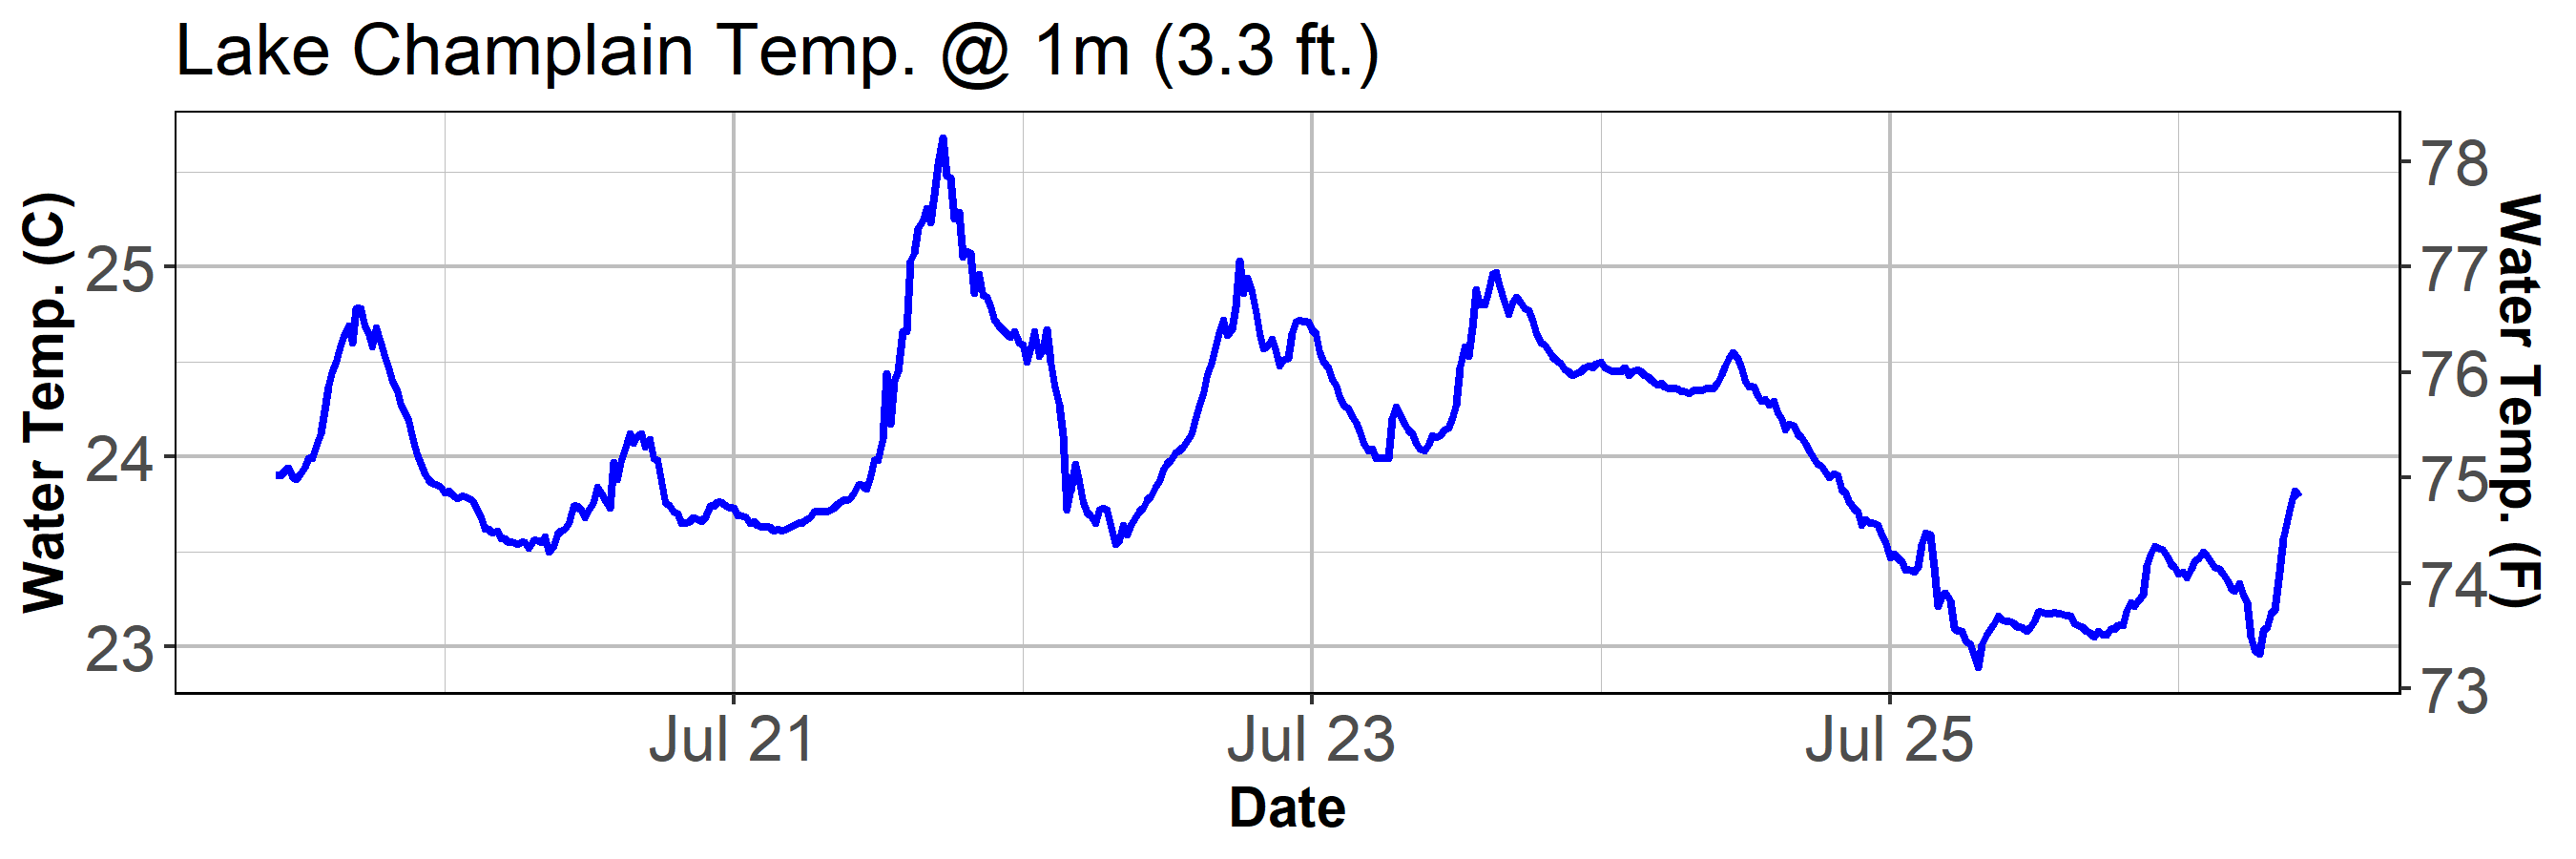 Lake Champlain Temp. @ 1m (3.3 ft.)
Water Temp. (C)
25
24
23
78
77
76
75
74
73
Water Temp. (F)
Jul 21 Jul 23 Jul 25
Date